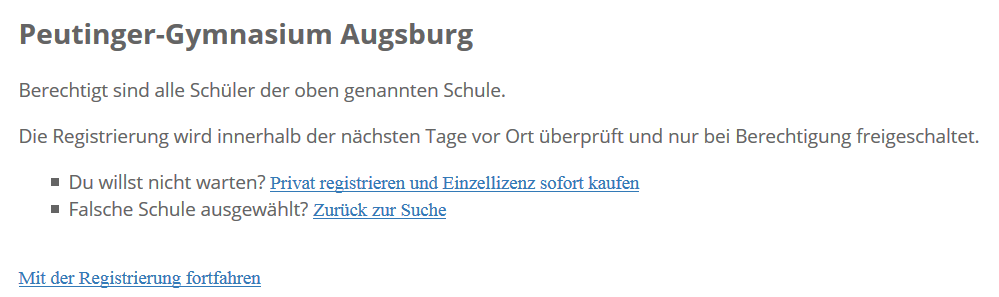 Peutinger-Gymnasium Augsburg
Berechtigt sind alle Schüler der oben genannten Schule.
Die Registrierung wird innerhalb der nächsten Tage vor Ort überprüft und nur bei Berechtigung freigeschaltet.
Du willst nicht warten? Privat registrieren und Einzellizenz sofort kaufen
Falsche Schule ausgewählt? Zurück zur Suche
Mit der Registrierung fortfahren